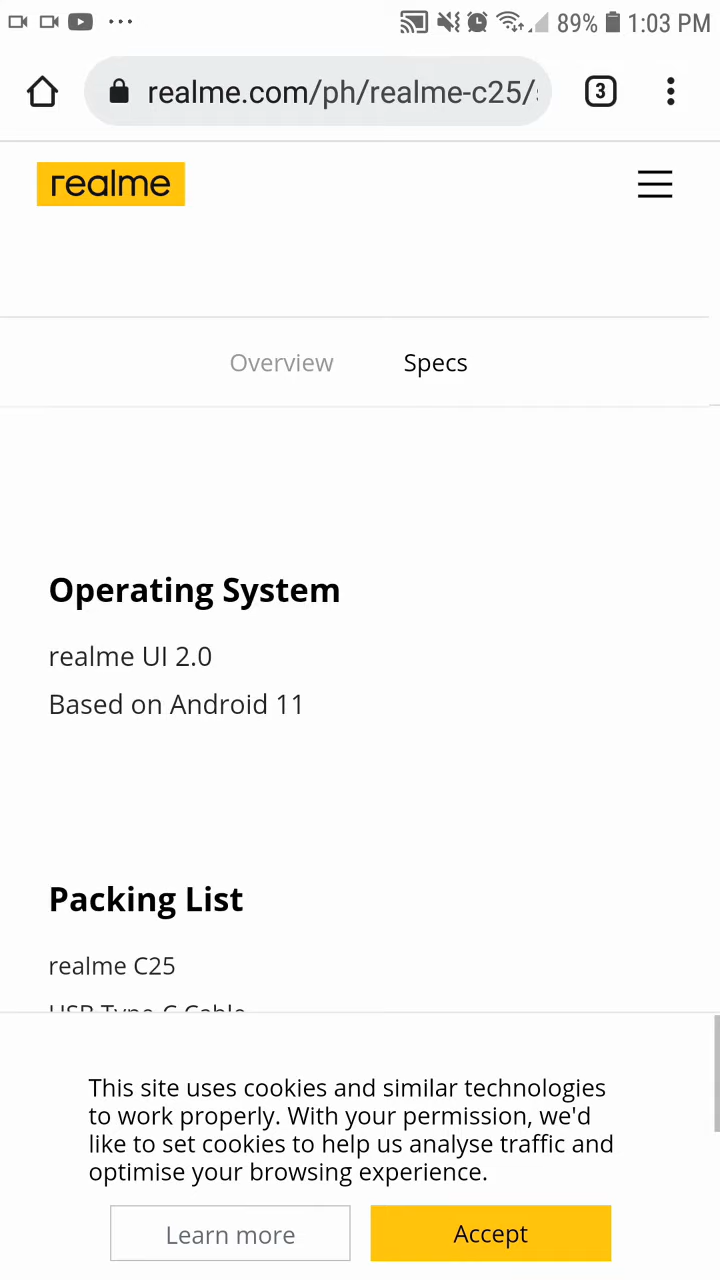 89% 1:03 PM
realme.com/ph/realme-c25/
3
realme
Overview Specs
Operating System
realme UI 2.0
Based on Android 11
Packing List
realme C25
USB Type-C Cable
This site uses cookies and similar technologies
to work properly. With your permission, we'd
like to set cookies to help us analyse traffic and
optimise your browsing experience.
Learn more Accept